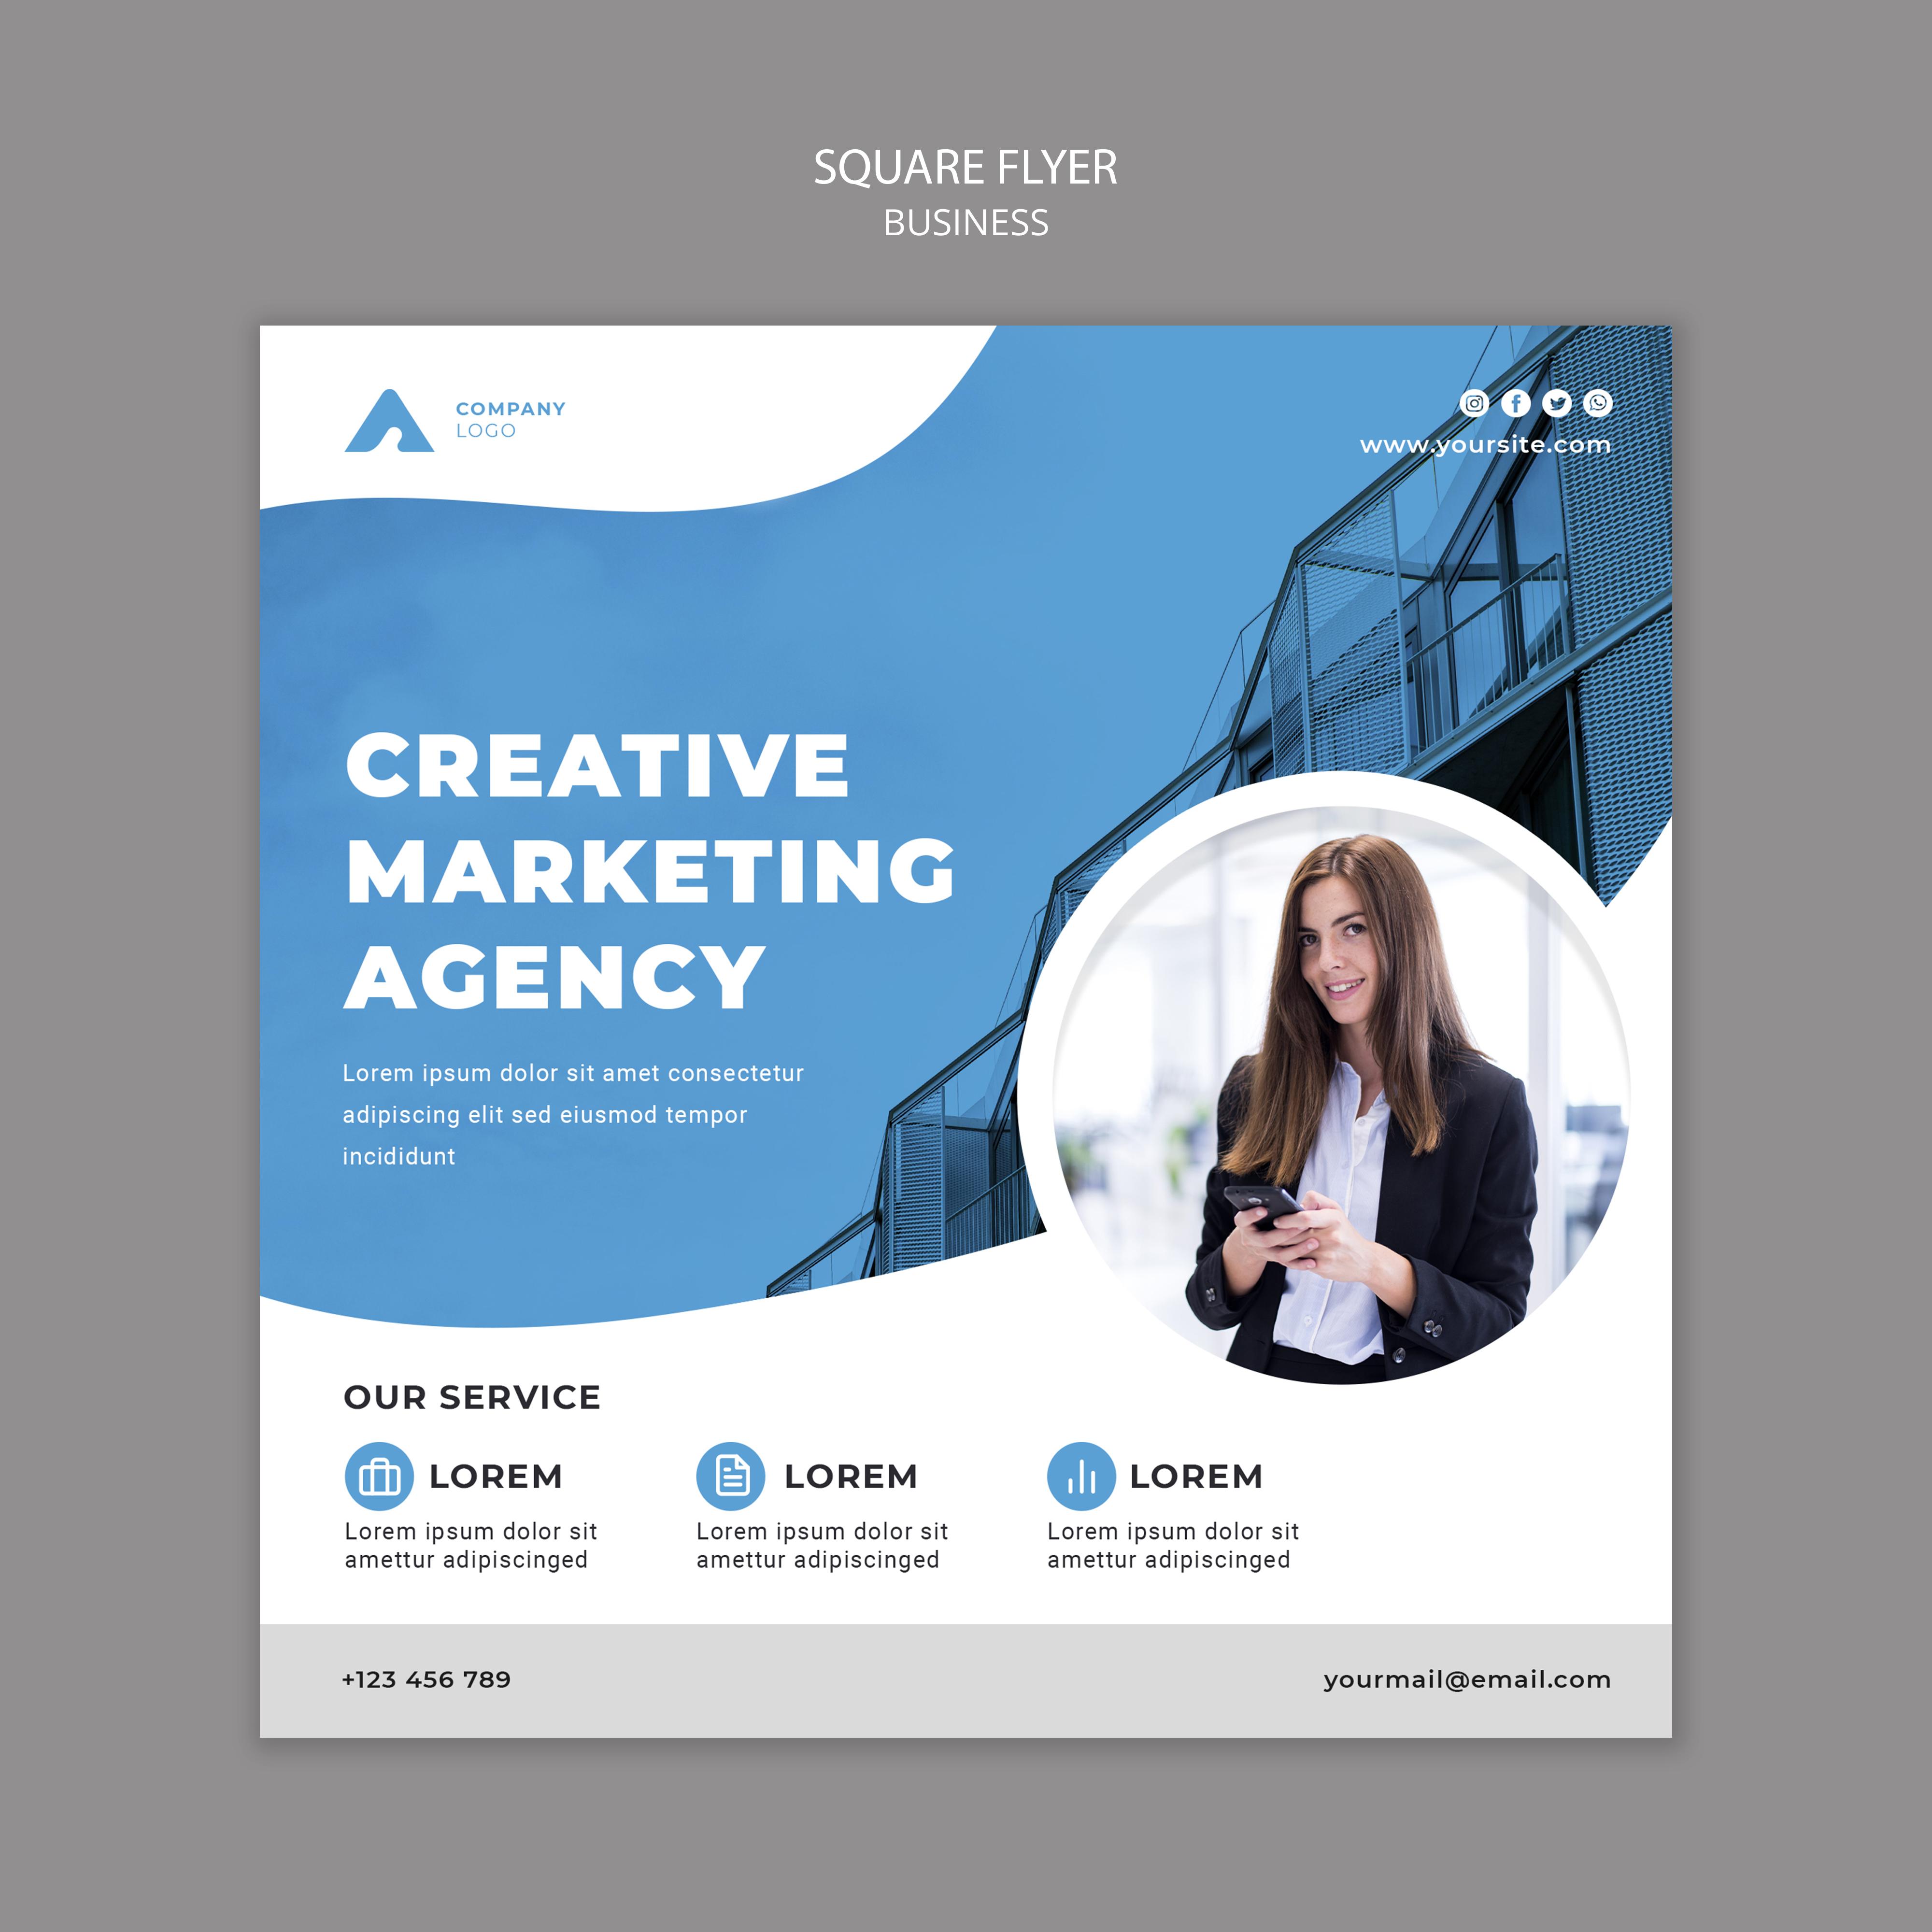 SQUARE FLYER
BUSINESS
COMPANY
LOGO
www.yoursite.com
CREATIVE
MARKETING
AGENCY
Lorem ipsum dolor sit amet consectetur
adipiscing elit sed eiusmod tempor
incididunt
OUR SERVICE
LOREM
Lorem ipsum dolor sit
amettur adipiscinged
LOREM
Lorem ipsum dolor sit
amettur adipiscinged
LOREM
Lorem ipsum dolor sit
amettur adipiscinged
+123 456 789
yourmail@email.com